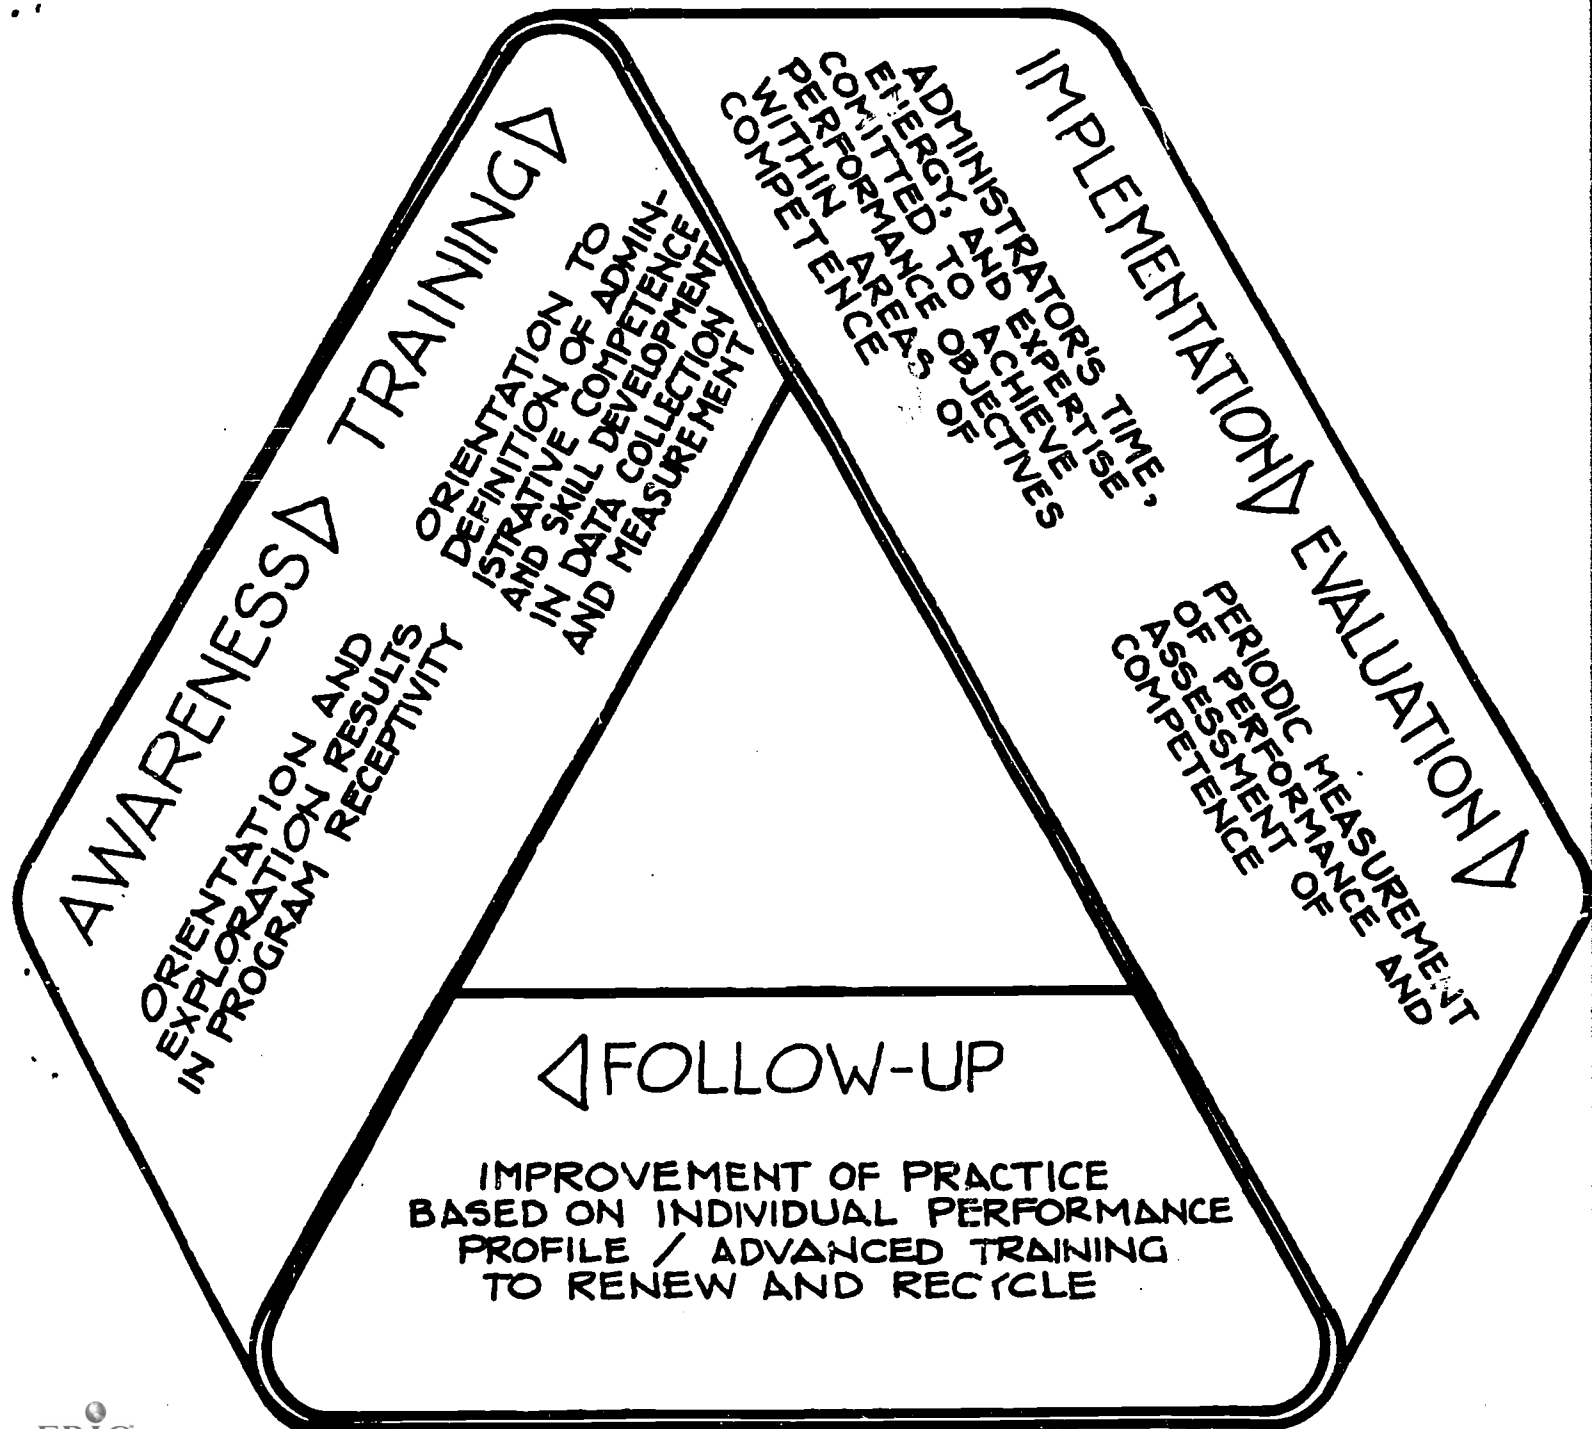 AWARENESS
ORIENTATION AND
EXPLORATION RESULTS
IN PROGRAM RECEPTIVITY
TRAINING
ORIENTATION TO
DEFINITION OF ADMIN-
ISTRATIVE COMPETENCE
AND SKILL DEVELOPMENT
IN DATA COLLECTION
AND MEASUREMENT
IMPLEMENTATION
ADMINISTRATOR'S TIME,
ENERGY, AND EXPERTISE
COMITTED TO ACHIEVE
PERFORMANCE OBJECTIVES
WITHIN AREAS OF
COMPETENCE
EVALUATION
PERIODIC MEASUREMENT
OF PERFORMANCE AND
ASSESSMENT OF
COMPETENCE
FOLLOW-UP
IMPROVEMENT OF PRACTICE
BASED ON INDIVIDUAL PERFORMANCE
PROFILE / ADVANCED TRAINING
TO RENEW AND RECYCLE